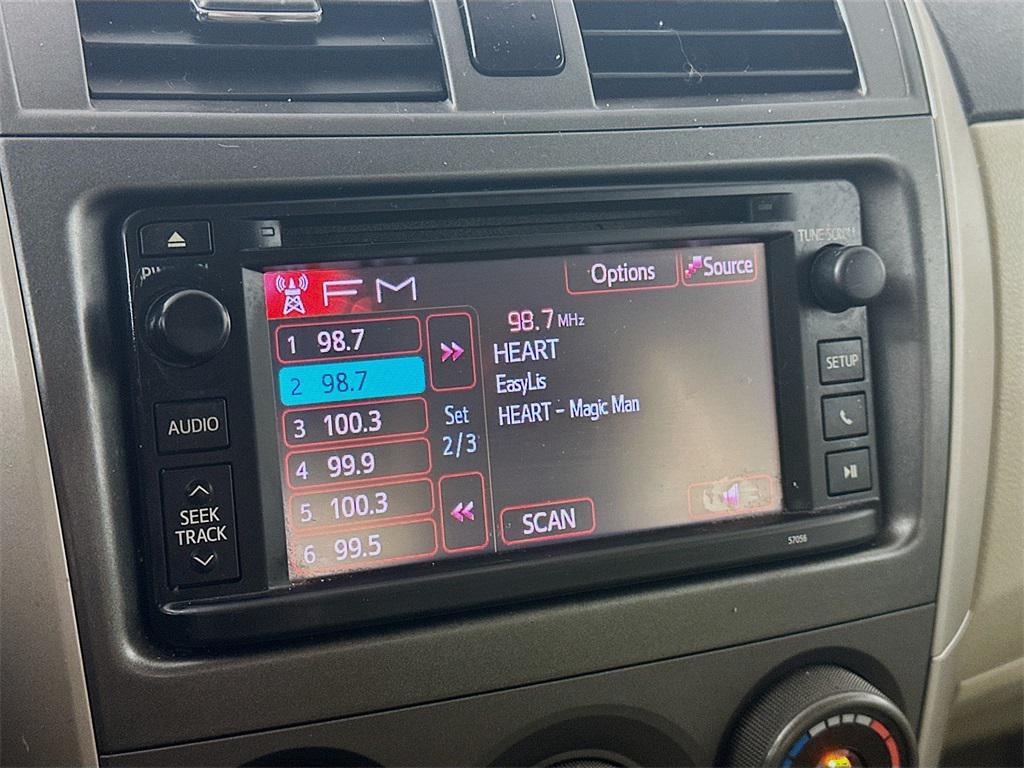 TUNE·SCROLL
FM
Options
Source
1 98.7
2 98.7
3 100.3
4 99.9
5 100.3
6 99.5
Set
2/3
98.7 MHz
HEART
EasyLis
HEART - Magic Man
SCAN
AUDIO
SEEK
TRACK
SETUP
57056